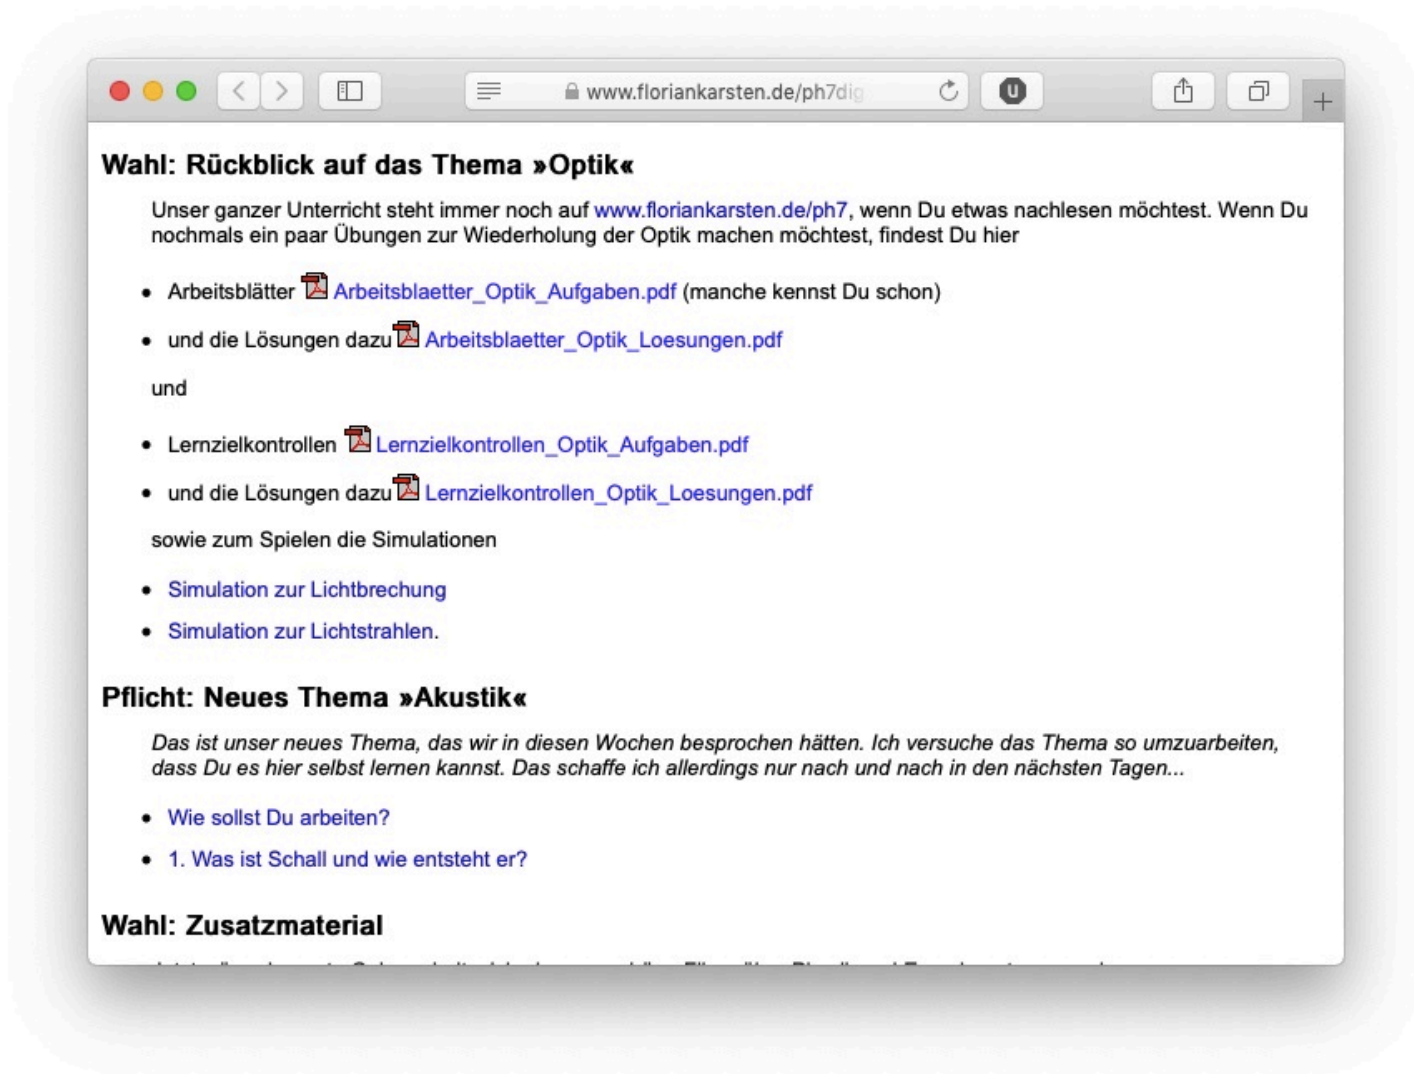 www.floriankarsten.de/ph7dig
Wahl: Rückblick auf das Thema »Optik«
Unser ganzer Unterricht steht immer noch auf www.floriankarsten.de/ph7, wenn Du etwas nachlesen möchtest. Wenn Du
nochmals ein paar Übungen zur Wiederholung der Optik machen möchtest, findest Du hier
• Arbeitsblätter Arbeitsblaetter_Optik_Aufgaben.pdf (manche kennst Du schon)
• und die Lösungen dazu Arbeitsblaetter_Optik_Loesungen.pdf
und
• Lernzielkontrollen Lernzielkontrollen_Optik_Aufgaben.pdf
• und die Lösungen dazu Lernzielkontrollen_Optik_Loesungen.pdf
sowie zum Spielen die Simulationen
• Simulation zur Lichtbrechung
• Simulation zur Lichtstrahlen.
Pflicht: Neues Thema »Akustik«
Das ist unser neues Thema, das wir in diesen Wochen besprochen hätten. Ich versuche das Thema so umzuarbeiten,
dass Du es hier selbst lernen kannst. Das schaffe ich allerdings nur nach und nach in den nächsten Tagen...
• Wie sollst Du arbeiten?
• 1. Was ist Schall und wie entsteht er?
Wahl: Zusatzmaterial